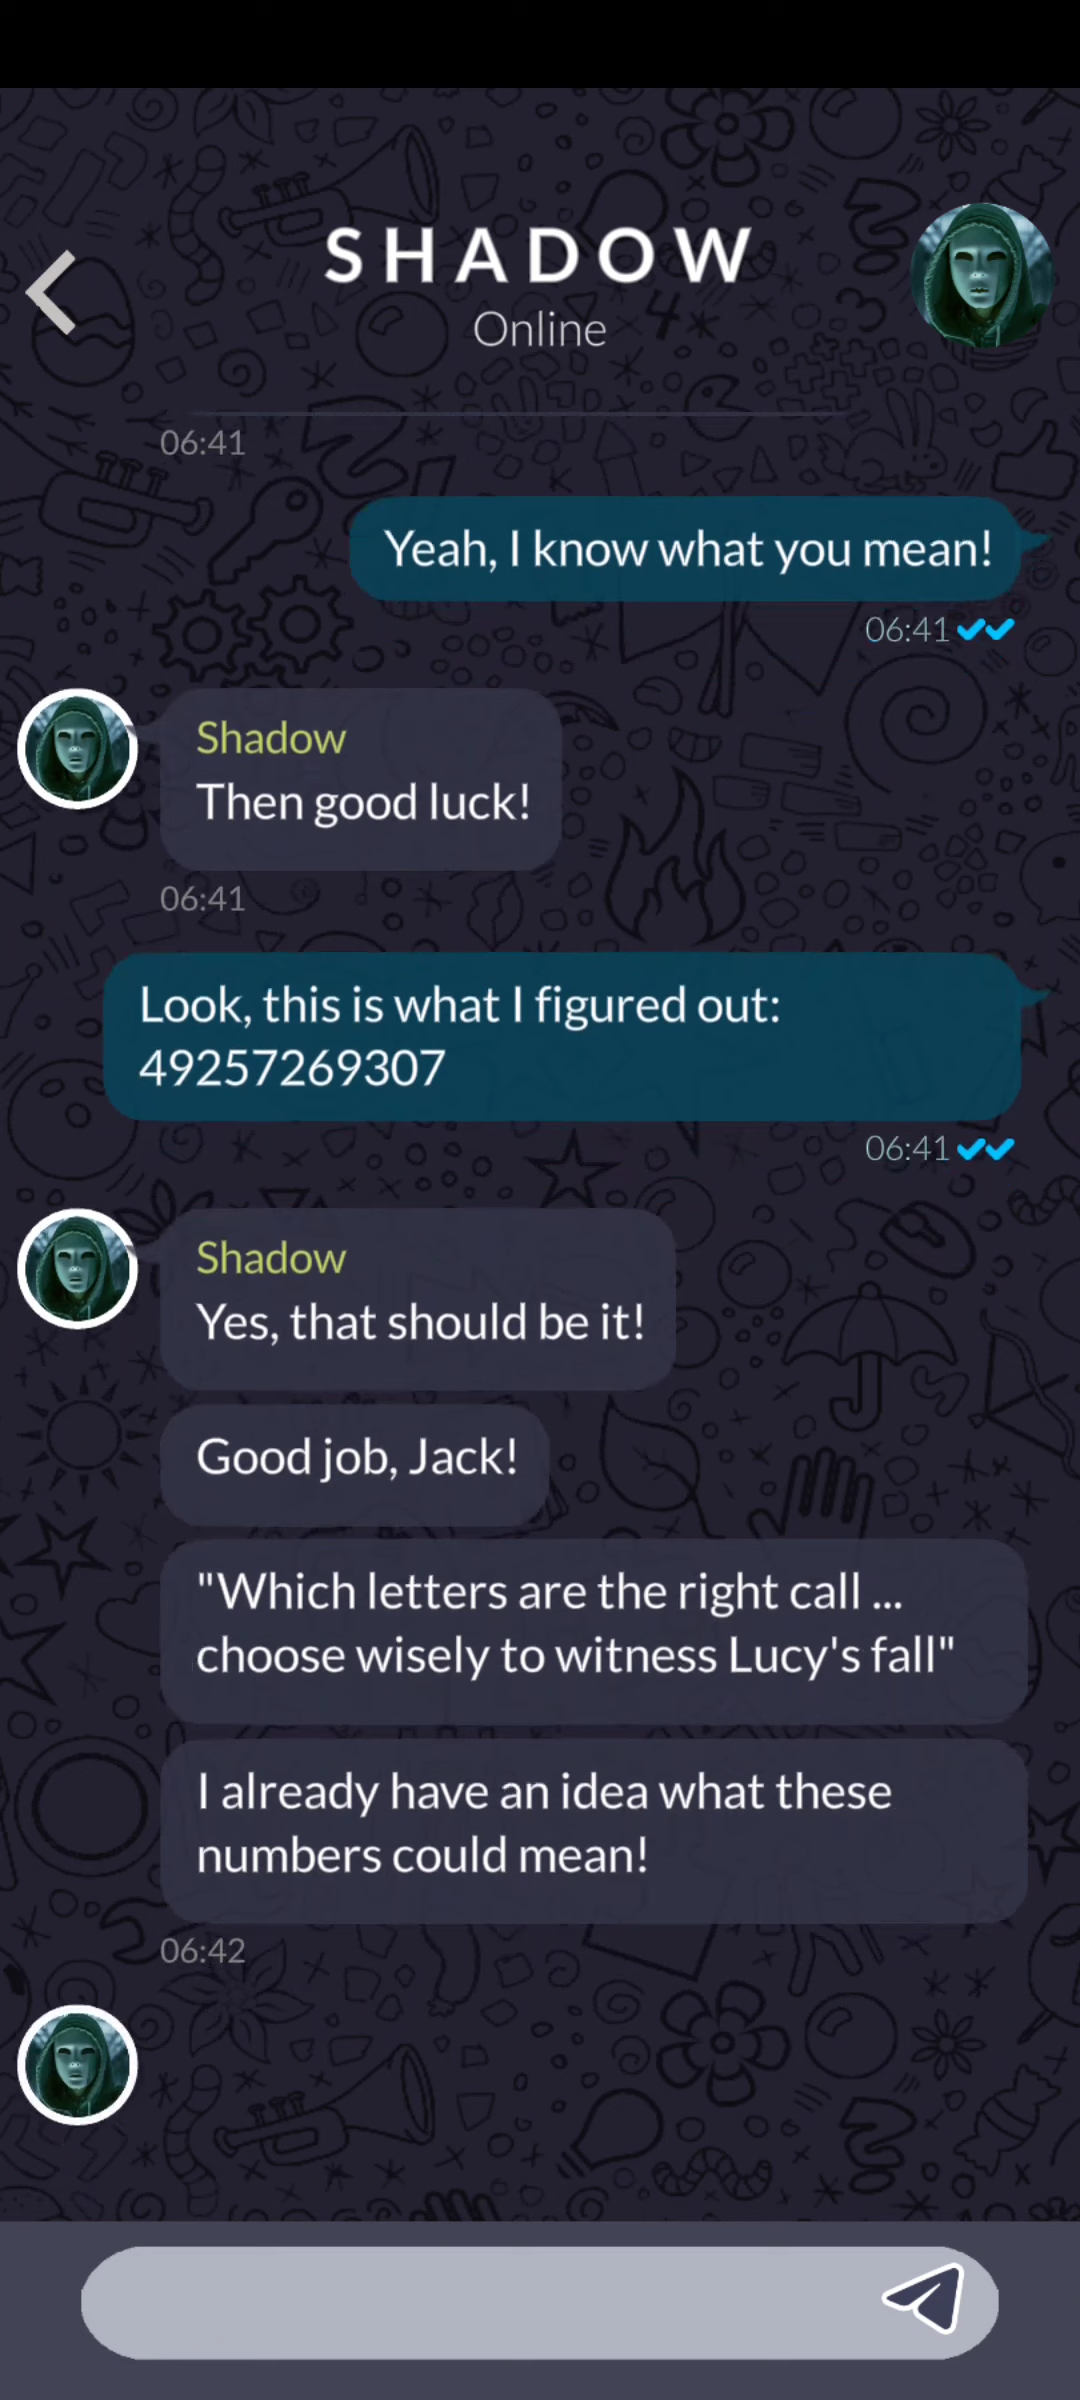 SHADOW
Online
06:41
Yeah, I know what you mean!
06:41
Shadow
Then good luck!
06:41
Look, this is what I figured out:
49257269307
06:41
Shadow
Yes, that should be it!
Good job, Jack!
"Which letters are the right call ...
choose wisely to witness Lucy's fall"
I already have an idea what these
numbers could mean!
06:42